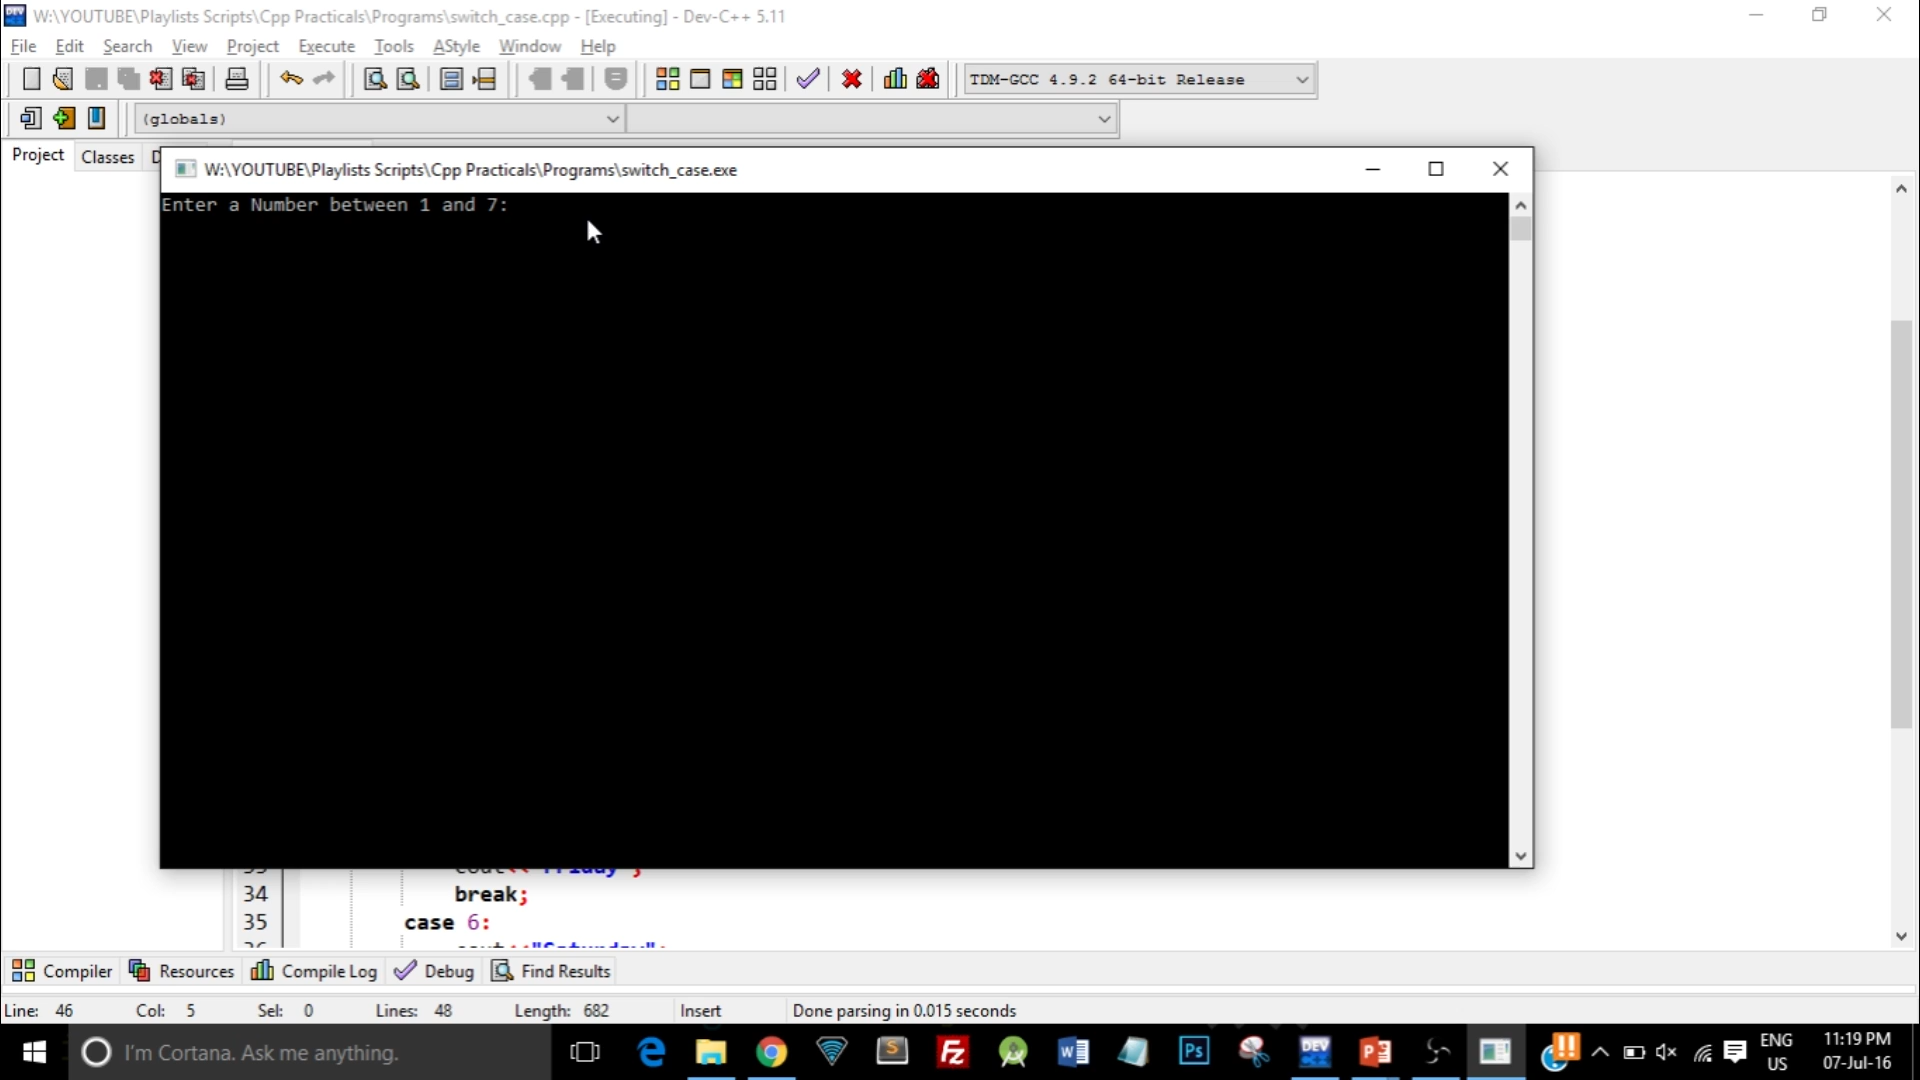 W:\YOUTUBE\Playlists Scripts\Cpp Practicals\Programs\switch_case.cpp - [Executing] - Dev-C++ 5.11
File Edit Search View Project Execute Tools AStyle Window Help
TDM-GCC 4.9.2 64-bit Release
(globals)
Project Classes D
W:\YOUTUBE\Playlists Scripts\Cpp Practicals\Programs\switch_case.exe
Enter a Number between 1 and 7:
34 break;
35 case 6:
Compiler Resources Compile Log Debug Find Results
Line: 46 Col: 5 Sel: 0 Lines: 48 Length: 682 Insert Done parsing in 0.015 seconds
I'm Cortana. Ask me anything.
ENG
US
11:19 PM
07-Jul-16